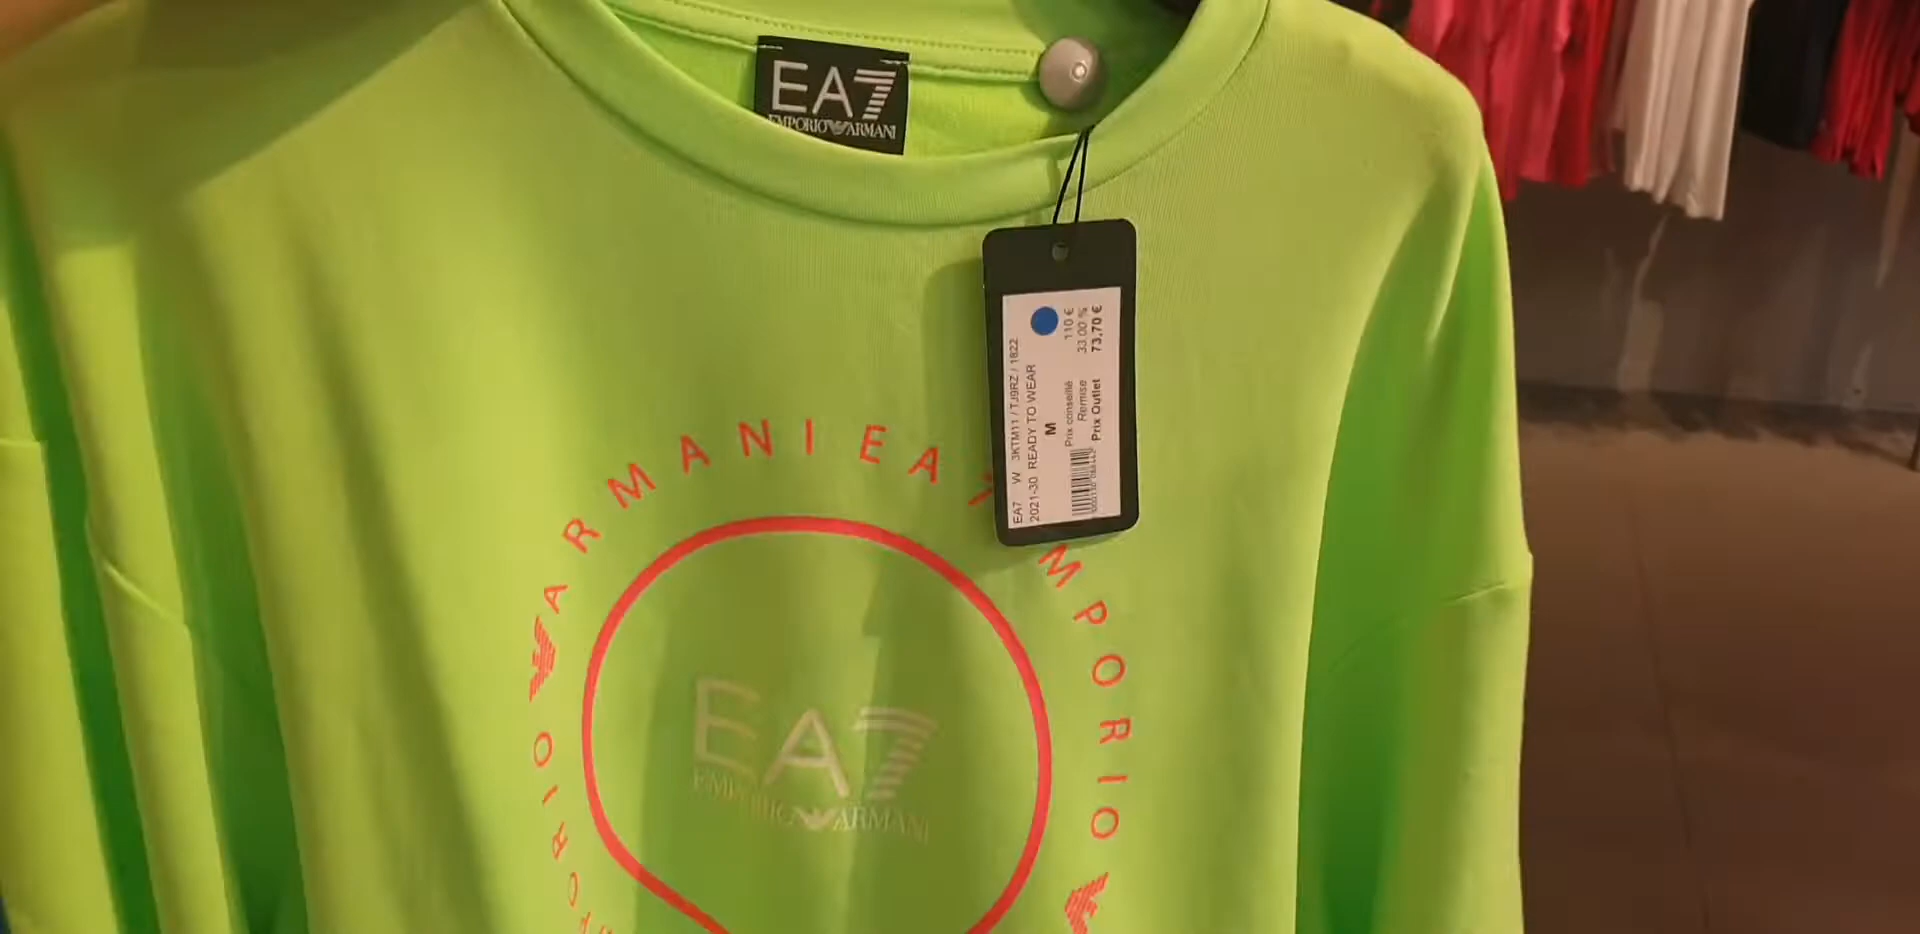 EA7
EMPORIO ARMANI
EA7 W 3KTM11 / TJ9RZ / 1822
2021-30 READY TO WEAR
M
Prix conseillé 110 €
Remise 33.00 %
Prix Outlet 73,70 €
ARMANI EA7 EMPORIO
EA7
EMPORIO ARMANI